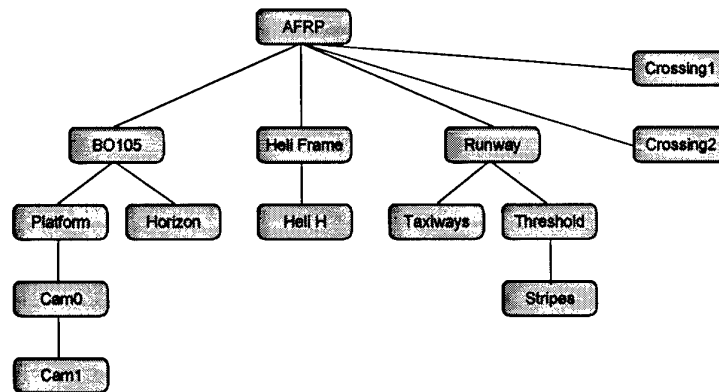 AFRP
Crossing1
BO105
Heli Frame
Runway
Crossing2
Platform
Horizon
Heli H
Taxiways
Threshold
Cam0
Stripes
Cam1